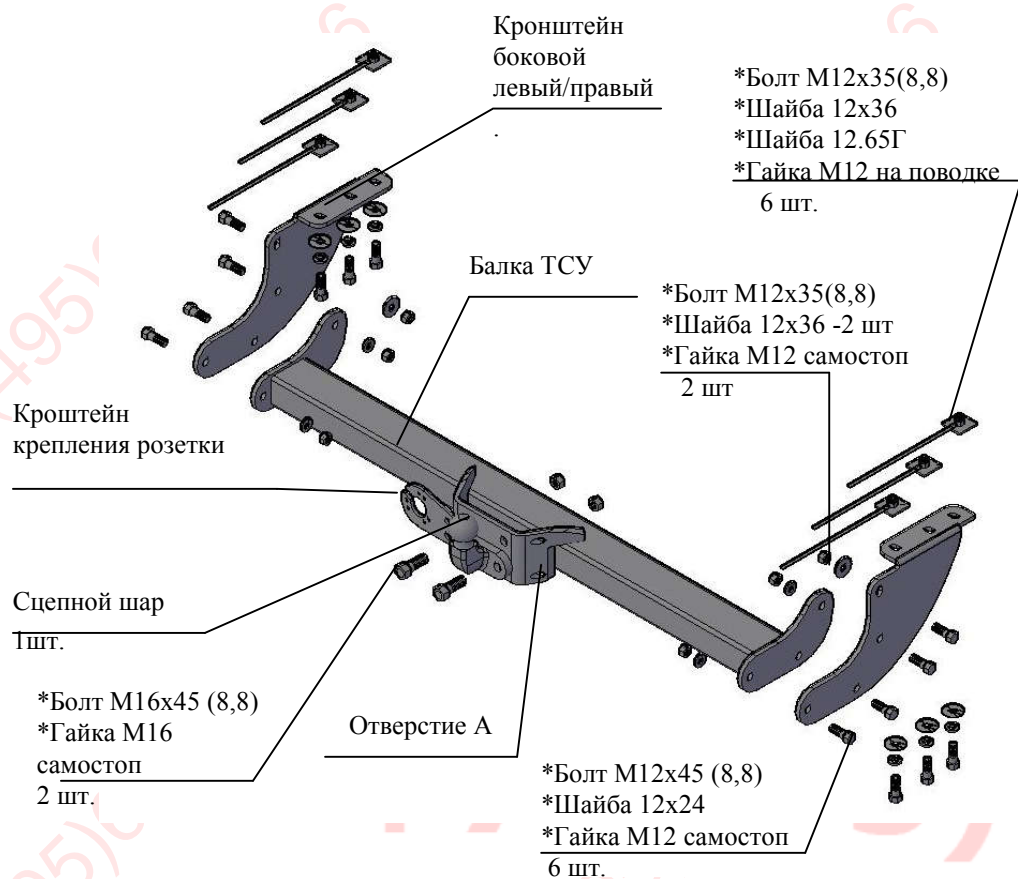 Кронштейн
боковой
левый/правый
.
*Болт М12х35(8,8)
*Шайба 12х36
*Шайба 12.65Г
*Гайка М12 на поводке
6 шт.
Балка ТСУ
*Болт М12х35(8,8)
*Шайба 12х36 -2 шт
*Гайка М12 самостоп
2 шт
Кроштейн
крепления розетки
Сцепной шар
1шт.
*Болт М16х45 (8,8)
*Гайка М16
самостоп
2 шт.
Отверстие А
*Болт М12х45 (8,8)
*Шайба 12х24
*Гайка М12 самостоп
6 шт.